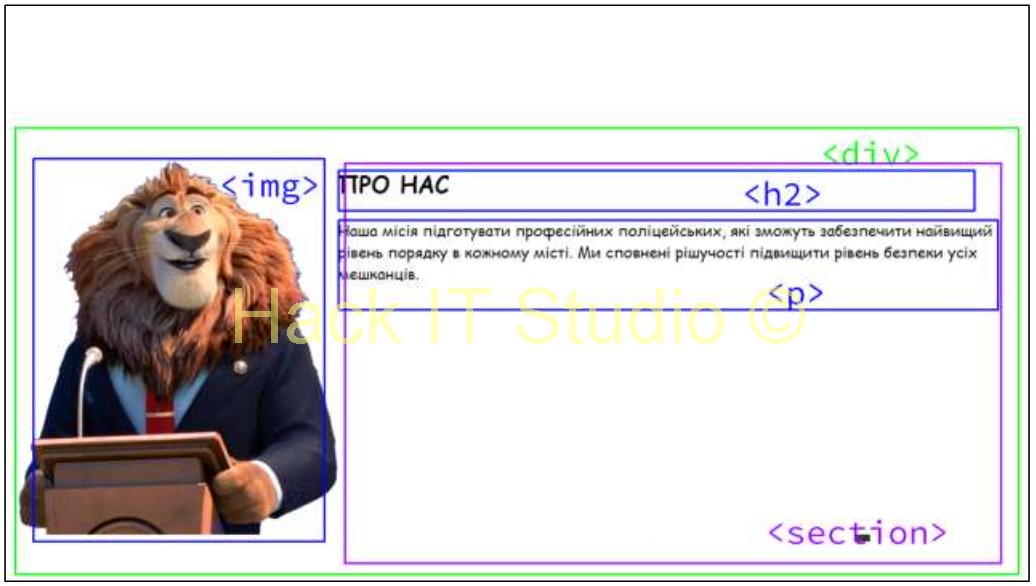 <div>
<img>
ПРО НАС
<h2>
Наша місія підготувати професійних поліцейських, які зможуть забезпечити найвищий
рівень порядку в кожному місті. Ми сповнені рішучості підвищити рівень безпеки усіх
мешканців.
<p>
Hack IT Studio ©
<section>